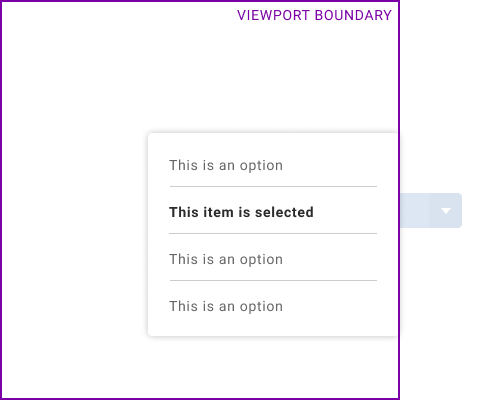 VIEWPORT BOUNDARY
This is an option
This item is selected
This is an option
This is an option